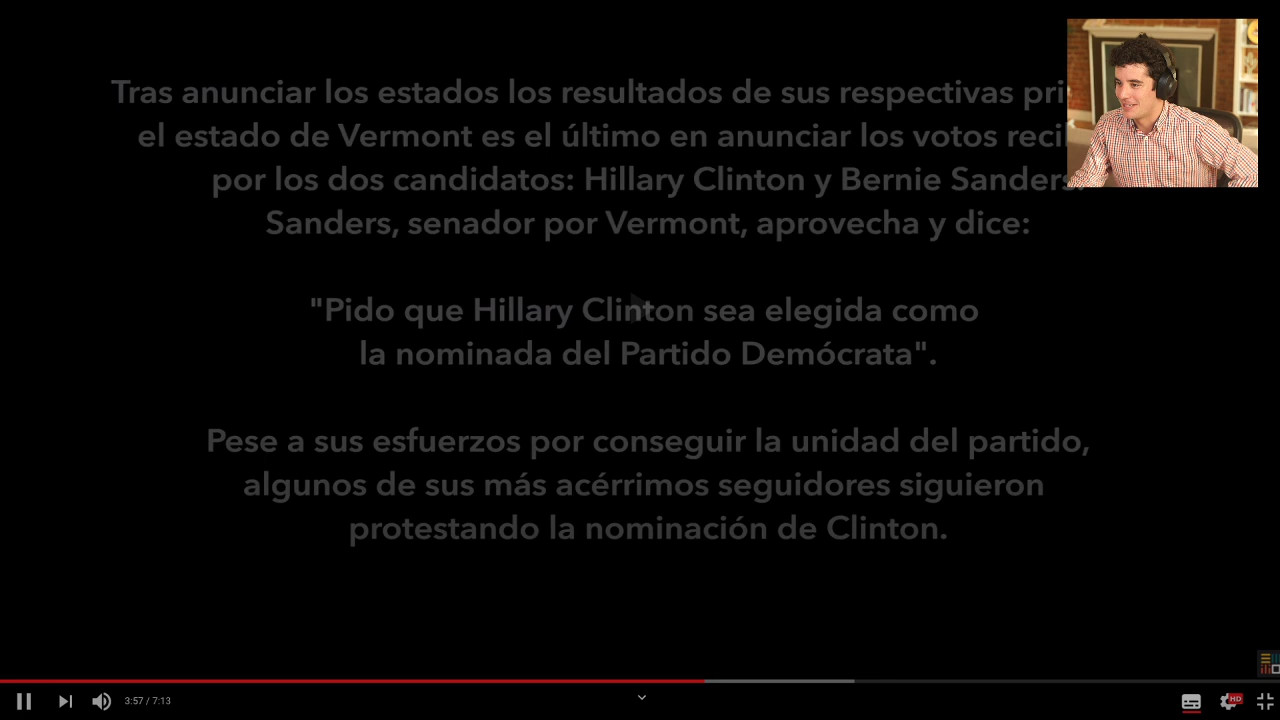 Tras anunciar los estados los resultados de sus respectivas
el estado de Vermont es el último en anunciar los votos
por los dos candidatos: Hillary Clinton y Bernie Sanders.
Sanders, senador por Vermont, aprovecha y dice:
"Pido que Hillary Clinton sea elegida como
la nominada del Partido Demócrata".
Pese a sus esfuerzos por conseguir la unidad del partido,
algunos de sus más acérrimos seguidores siguieron
protestando la nominación de Clinton.
3:57 / 7:13
HD